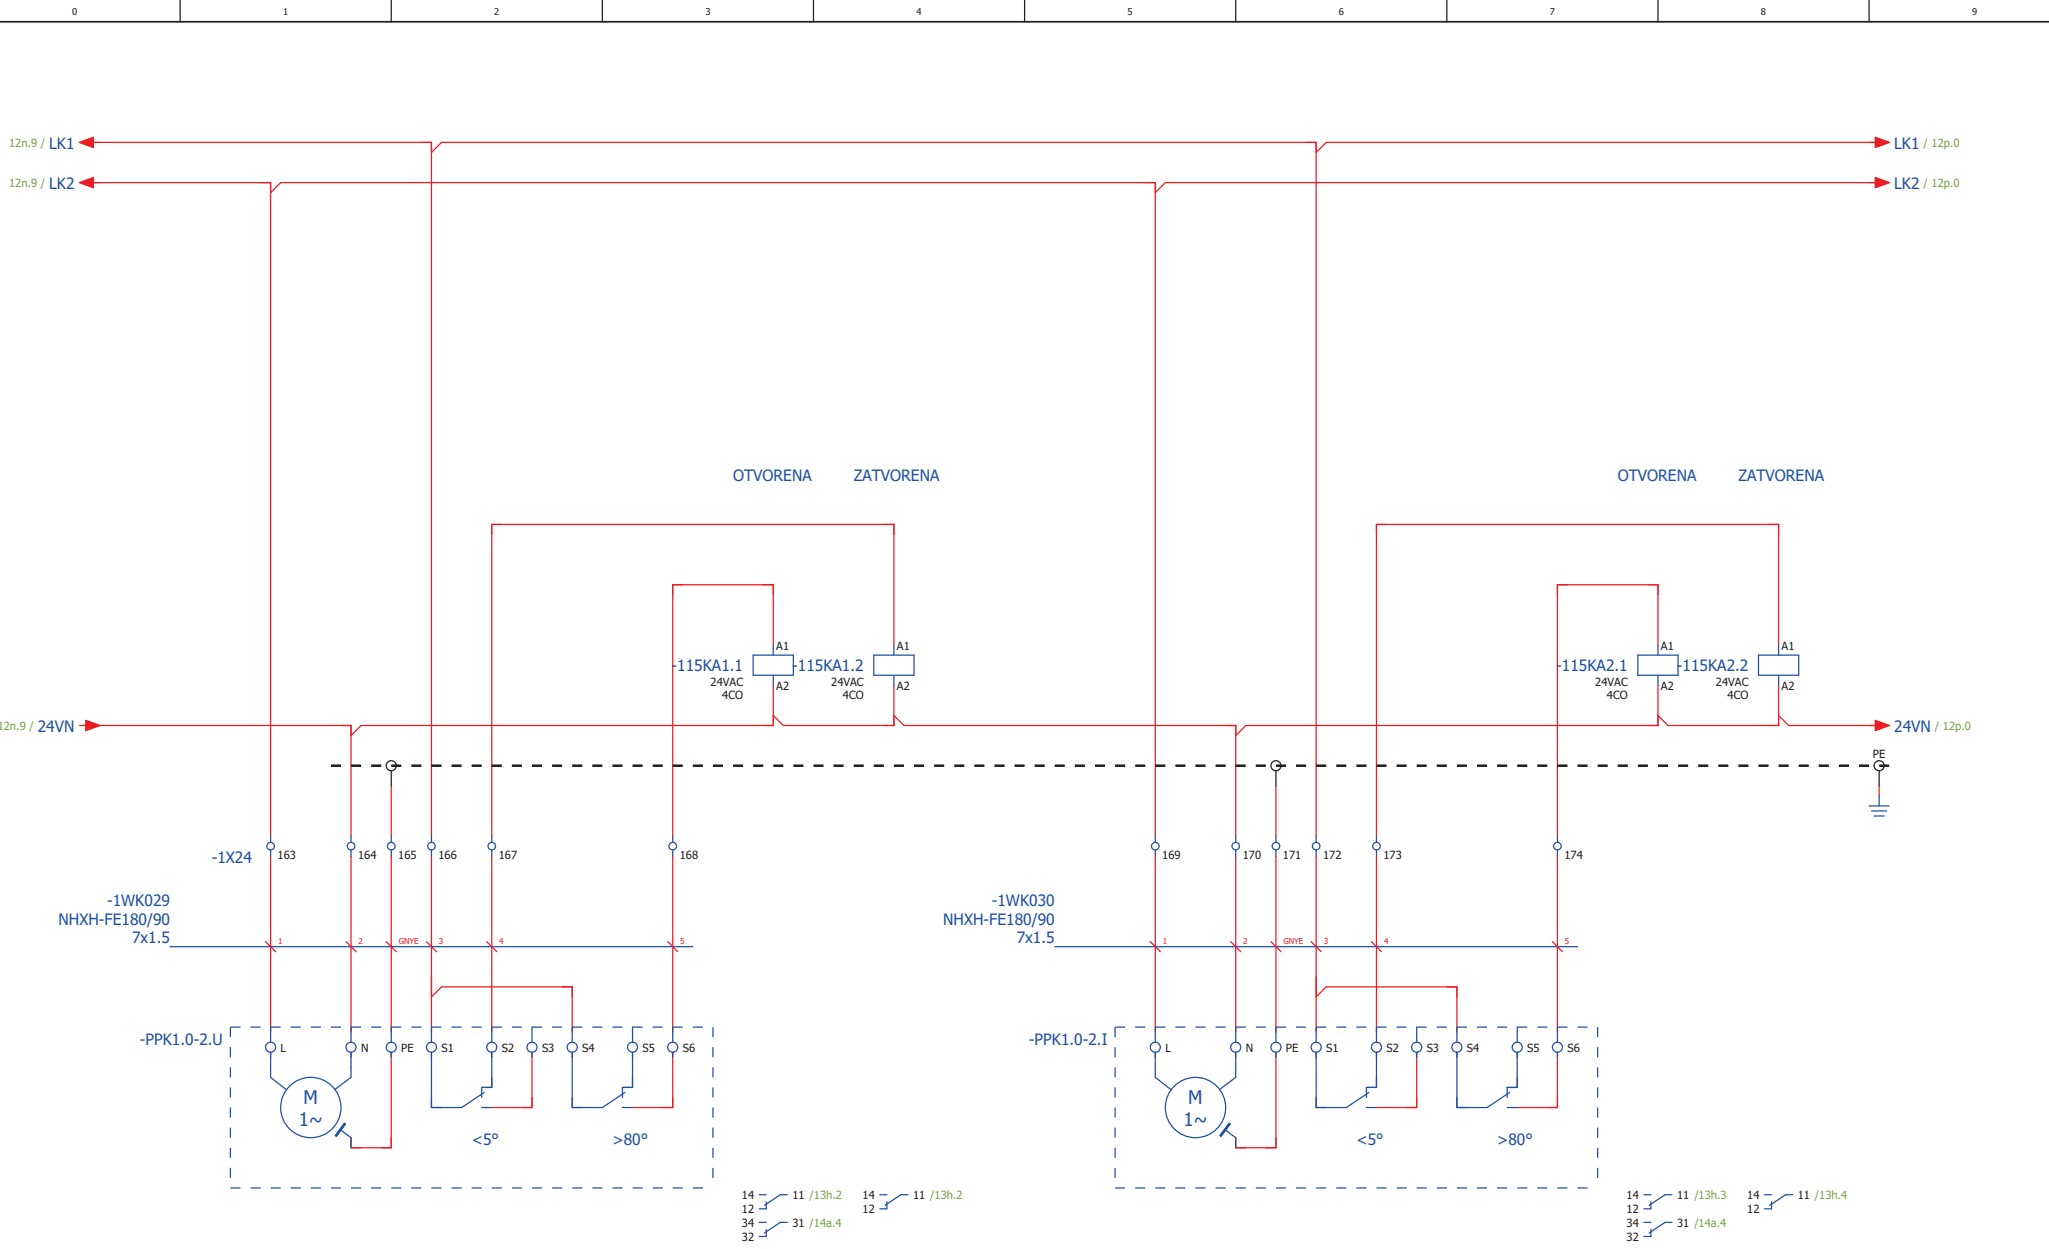 0 1 2 3 4 5 6 7 8 9
12n.9 / LK1 LK1 / 12p.0
12n.9 / LK2 LK2 / 12p.0
OTVORENA ZATVORENA OTVORENA ZATVORENA
A1 A1 A1 A1
-115KA1.1 -115KA1.2 -115KA2.1 -115KA2.2
24VAC A2 24VAC A2 24VAC A2 24VAC A2
4CO 4CO 4CO 4CO
12n.9 / 24VN 24VN / 12p.0
PE
-1X24 163 164 165 166 167 168 169 170 171 172 173 174
-1WK029 -1WK030
NHXH-FE180/90 NHXH-FE180/90
7x1.5 1 2 GNYE 3 4 5 7x1.5 1 2 GNYE 3 4 5
-PPK1.0-2.U -PPK1.0-2.I
L N PE S1 S2 S3 S4 S5 S6 L N PE S1 S2 S3 S4 S5 S6
M M
1~ 1~
<5° >80° <5° >80°
14 11 /13h.2 14 11 /13h.2 14 11 /13h.3 14 11 /13h.4
12 12 12 12
34 31 /14a.4 34 31 /14a.4
32 32